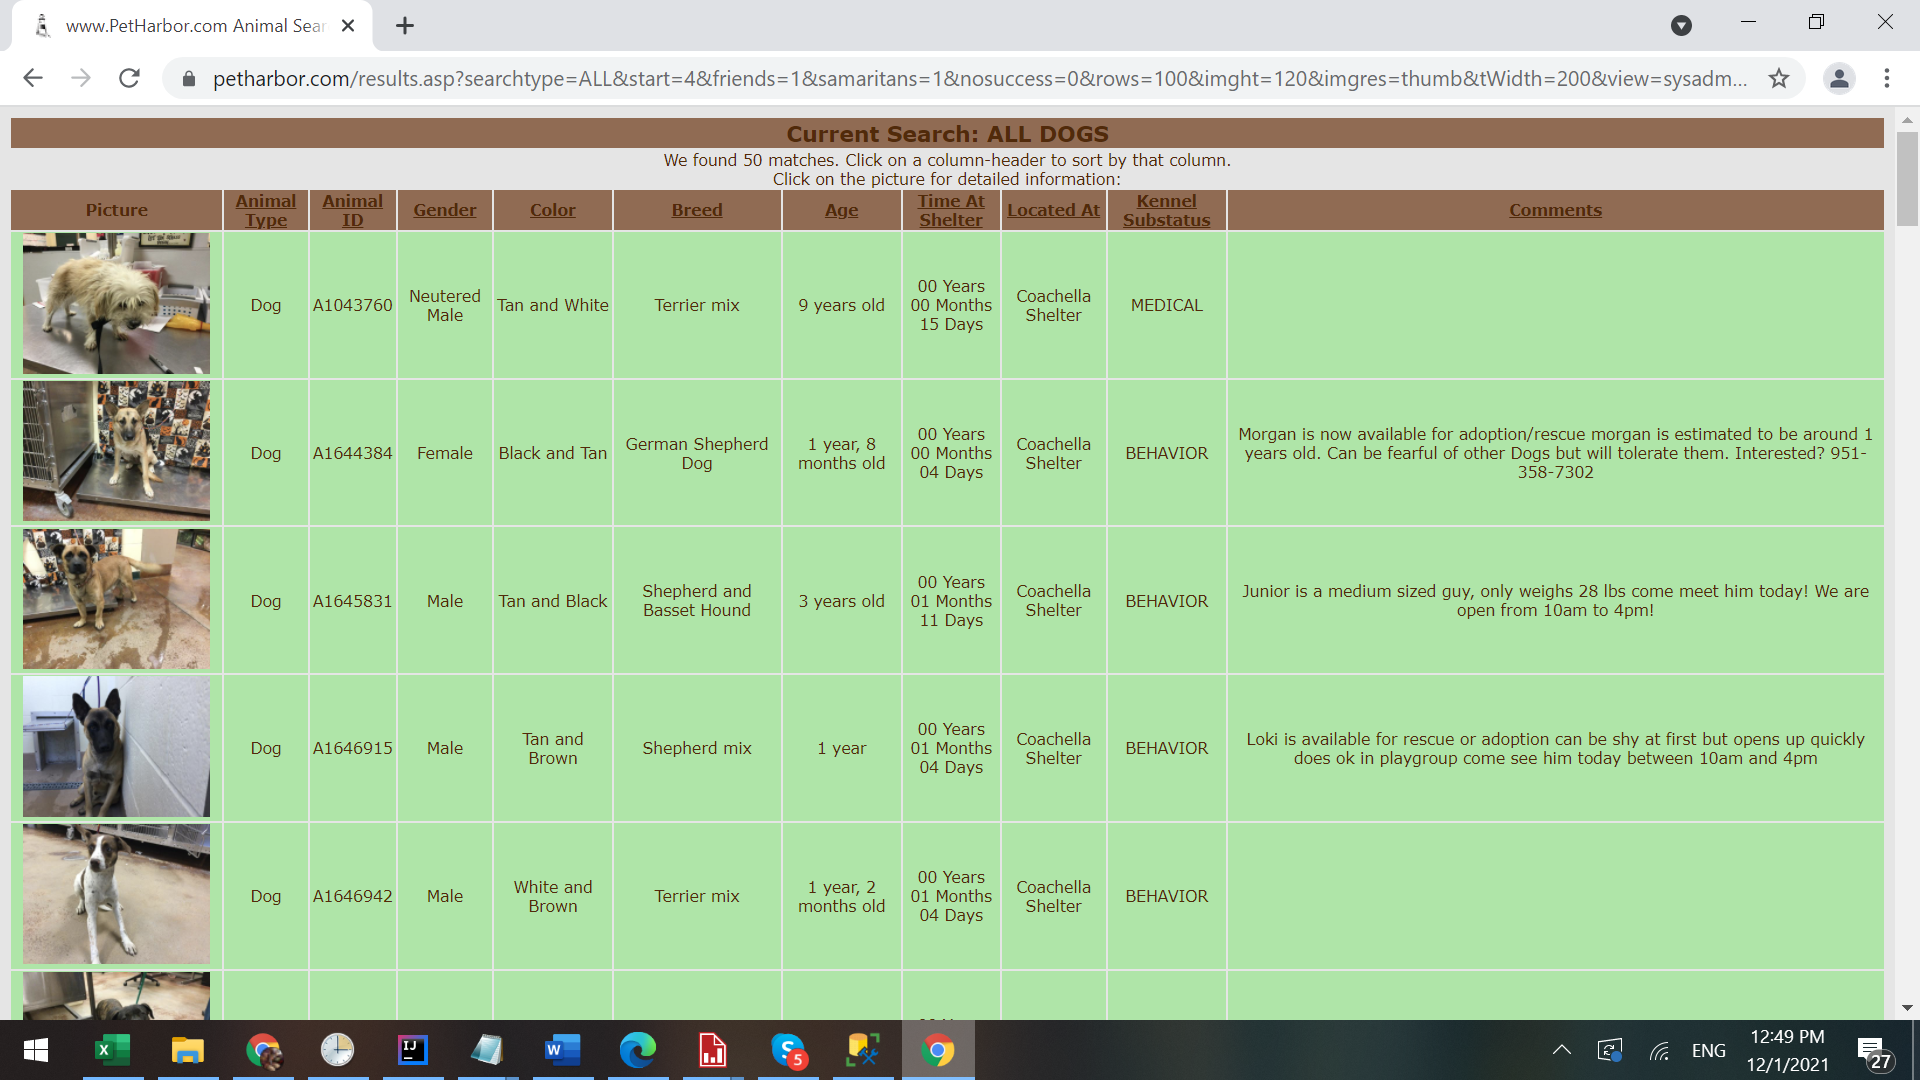 www.PetHarbor.com Animal Sear
petharbor.com/results.asp?searchtype=ALL&start=4&friends=1&samaritans=1&nosuccess=0&rows=100&imght=120&imgres=thumb&tWidth=200&view=sysadm...
Current Search: ALL DOGS
We found 50 matches. Click on a column-header to sort by that column.
Click on the picture for detailed information:
Picture
Animal
Type
Animal
ID
Gender
Color
Breed
Age
Time At
Shelter
Located At
Kennel
Substatus
Comments
Dog
A1043760
Neutered
Male
Tan and White
Terrier mix
9 years old
00 Years
00 Months
15 Days
Coachella
Shelter
MEDICAL
Dog
A1644384
Female
Black and Tan
German Shepherd
Dog
1 year, 8
months old
00 Years
00 Months
04 Days
Coachella
Shelter
BEHAVIOR
Morgan is now available for adoption/rescue morgan is estimated to be around 1
years old. Can be fearful of other Dogs but will tolerate them. Interested? 951-
358-7302
Dog
A1645831
Male
Tan and Black
Shepherd and
Basset Hound
3 years old
00 Years
01 Months
11 Days
Coachella
Shelter
BEHAVIOR
Junior is a medium sized guy, only weighs 28 lbs come meet him today! We are
open from 10am to 4pm!
Dog
A1646915
Male
Tan and
Brown
Shepherd mix
1 year
00 Years
01 Months
04 Days
Coachella
Shelter
BEHAVIOR
Loki is available for rescue or adoption can be shy at first but opens up quickly
does ok in playgroup come see him today between 10am and 4pm
Dog
A1646942
Male
White and
Brown
Terrier mix
1 year, 2
months old
00 Years
01 Months
04 Days
Coachella
Shelter
BEHAVIOR
X
IJ
W
S
5
ENG
12:49 PM
12/1/2021
27